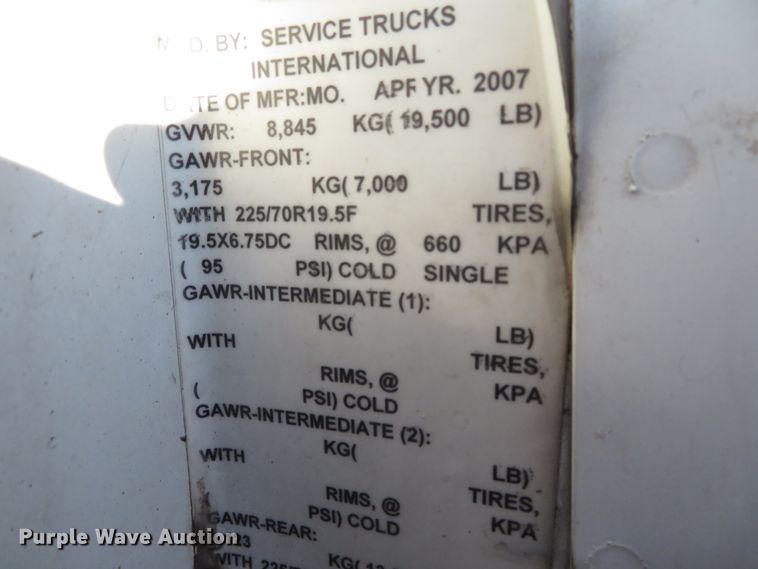 BY: SERVICE TRUCKS
INTERNATIONAL
TE OF MFR:MO. APR YR. 2007
GVWR: 8,845 KG( 19,500 LB)
GAWR-FRONT:
3,175 KG( 7,000 LB)
WITH 225/70R19.5F TIRES,
19.5X6.75DC RIMS, @ 660 KPA
( 95 PSI) COLD SINGLE
GAWR-INTERMEDIATE (1):
KG( LB)
WITH TIRES,
RIMS, @ KPA
( PSI) COLD
GAWR-INTERMEDIATE (2):
KG( LB)
WITH TIRES,
RIMS, @ KPA
PSI) COLD
GAWR-REAR:
KG(
WITH
Purple Wave Auction